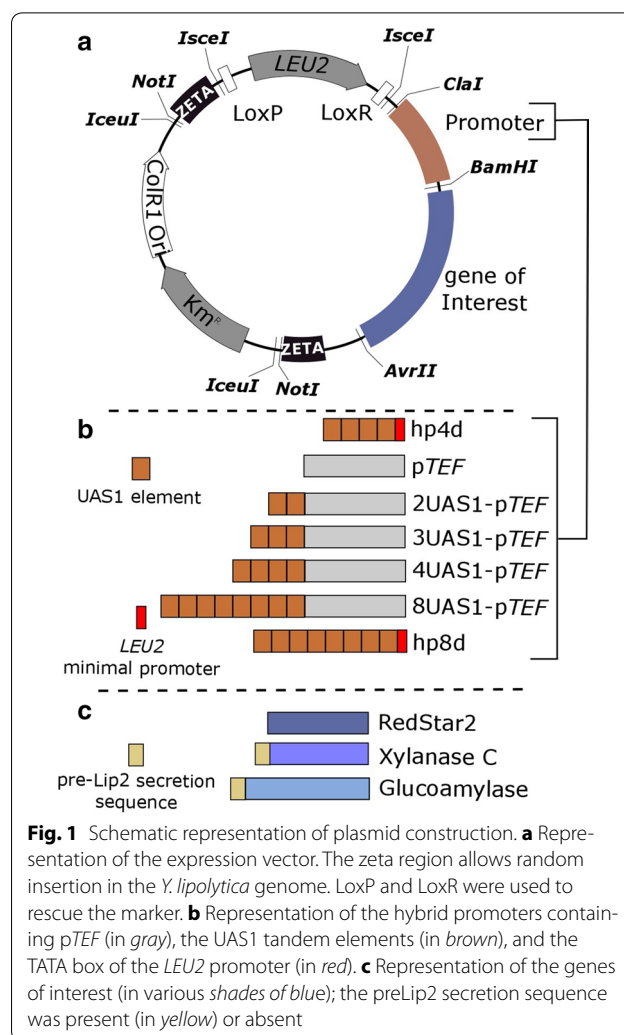 a
IsceI
LEU2
IsceI
NotI
ClaI
ZETA
LoxP
LoxR
Promoter
IceuI
BamHI
ColR1 Ori
gene of
Interest
Km^R
ZETA
IceuI
NotI
AvrII
b
hp4d
pTEF
UAS1 element
2UAS1-pTEF
3UAS1-pTEF
4UAS1-pTEF
8UAS1-pTEF
LEU2
minimal promoter
hp8d
c
RedStar2
Xylanase C
pre-Lip2 secretion
sequence
Glucoamylase
Fig. 1 Schematic representation of plasmid construction. a Repre-
sentation of the expression vector. The zeta region allows random
insertion in the Y. lipolytica genome. LoxP and LoxR were used to
rescue the marker. b Representation of the hybrid promoters contain-
ing pTEF (in gray), the UAS1 tandem elements (in brown), and the
TATA box of the LEU2 promoter (in red). c Representation of the genes
of interest (in various shades of blue); the preLip2 secretion sequence
was present (in yellow) or absent